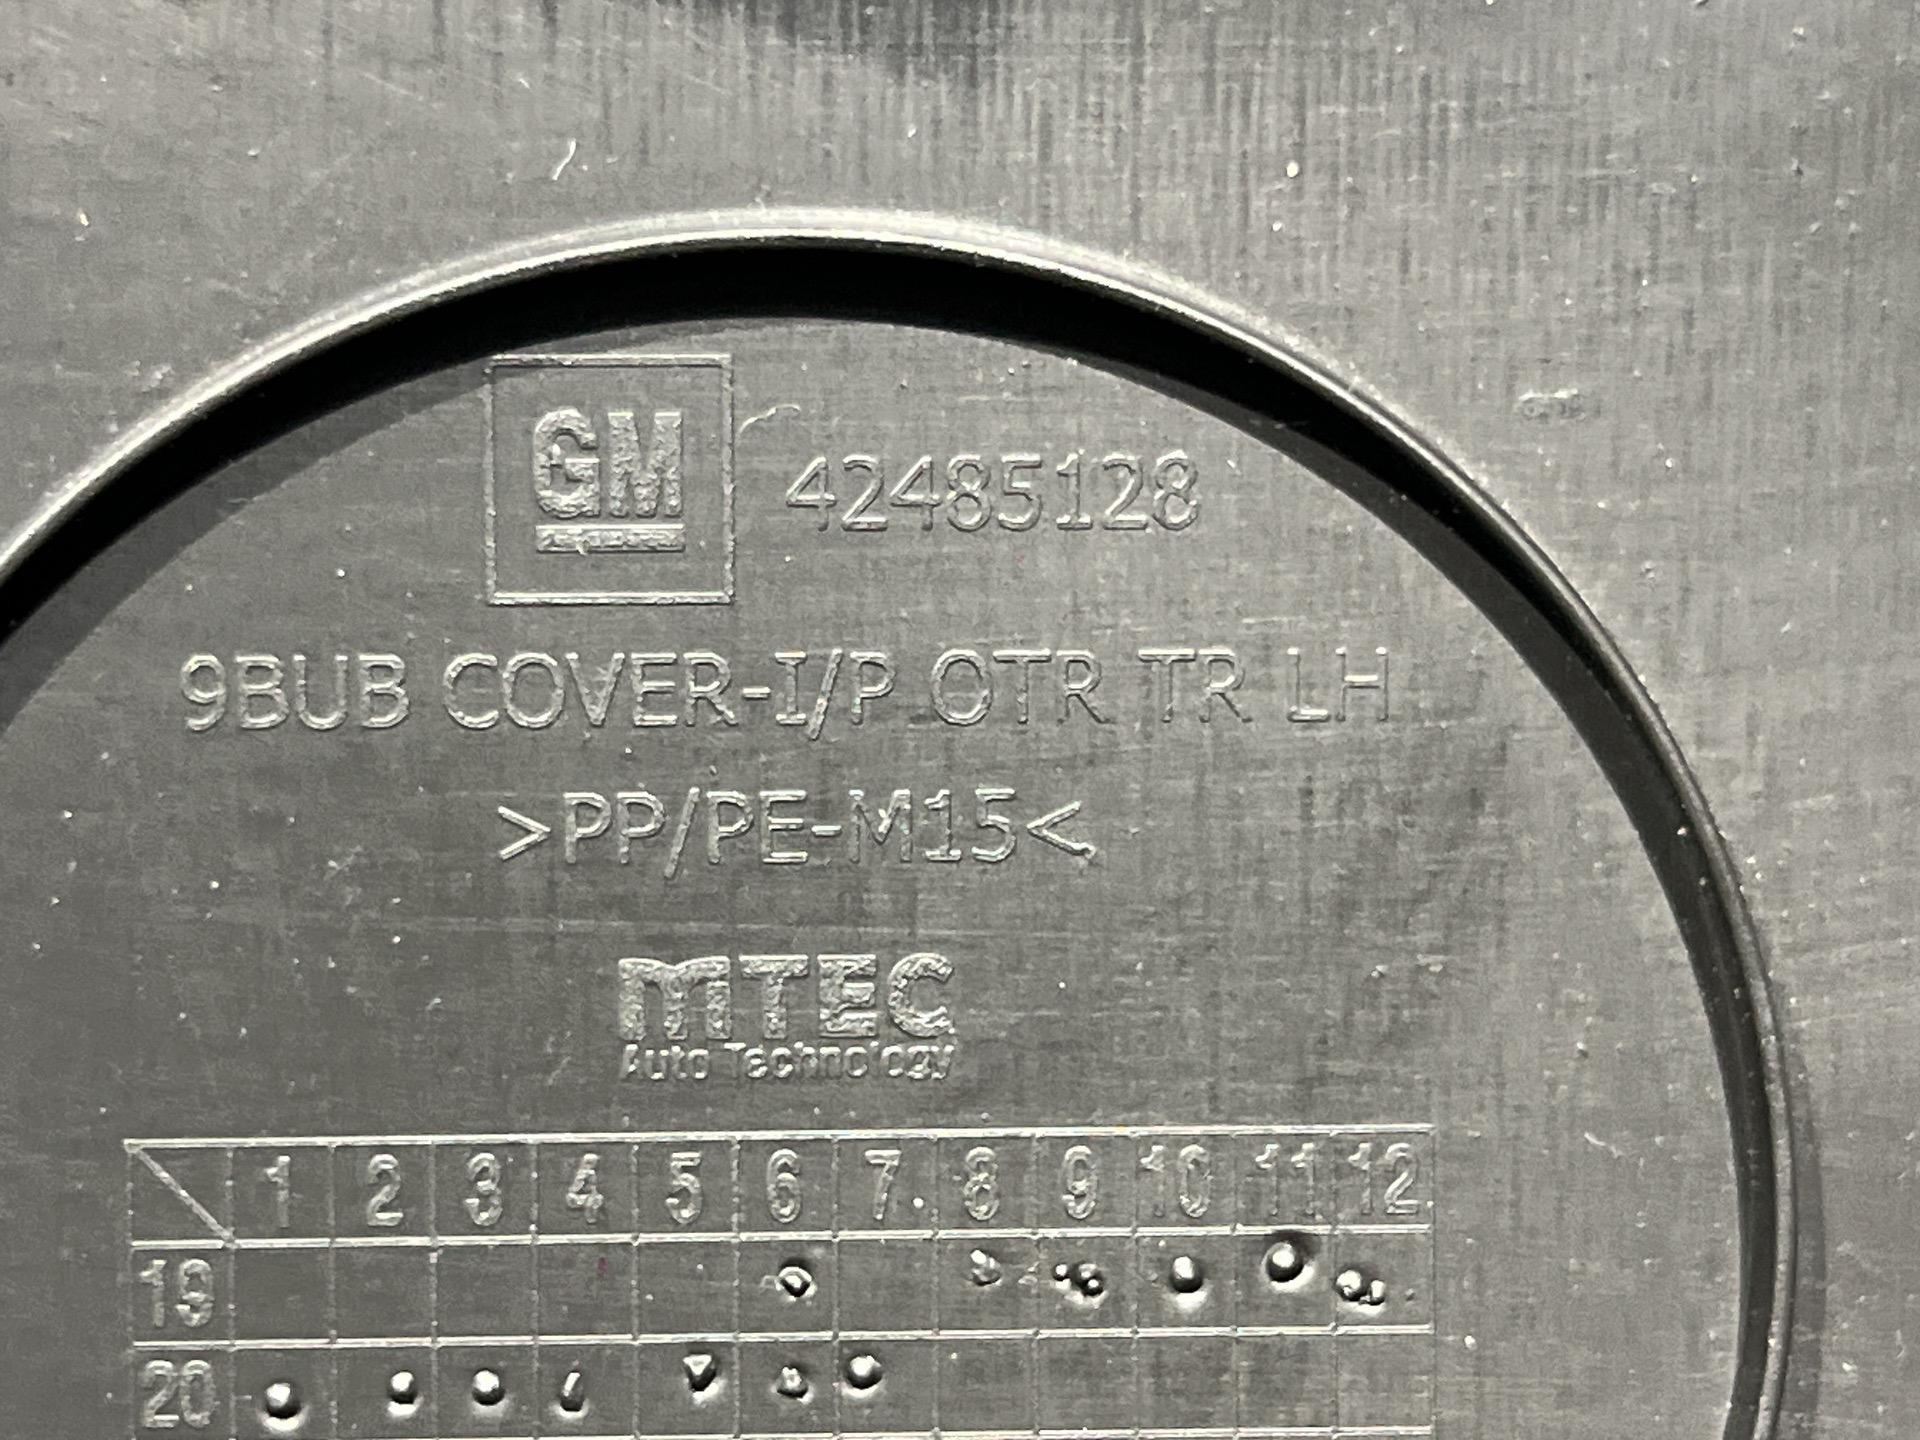 GM
42485128
9BUB COVER-I/P OTR TR LH
>PP/PE-M15<
mTEC
Auto Technology
1 2 3 4 5 6 7 8 9 10 11 12
19
20